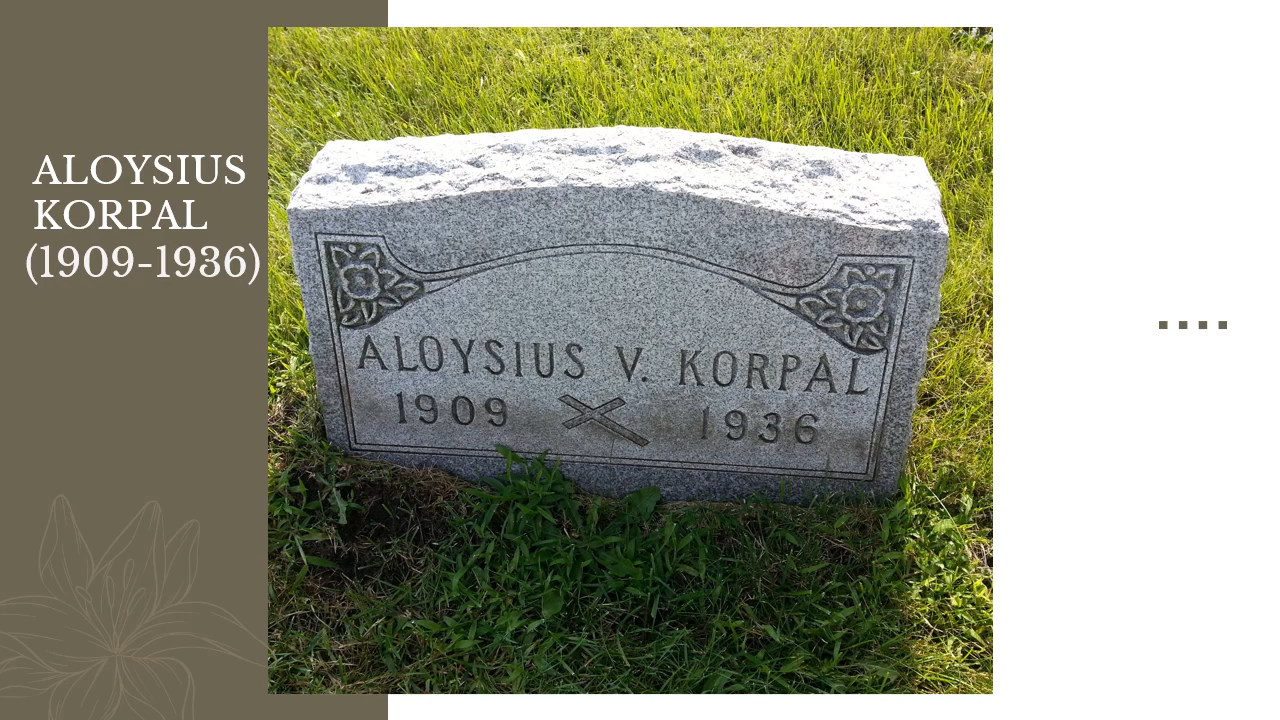 ALOYSIUS
KORPAL
(1909-1936)
ALOYSIUS V. KORPAL
1909 1936